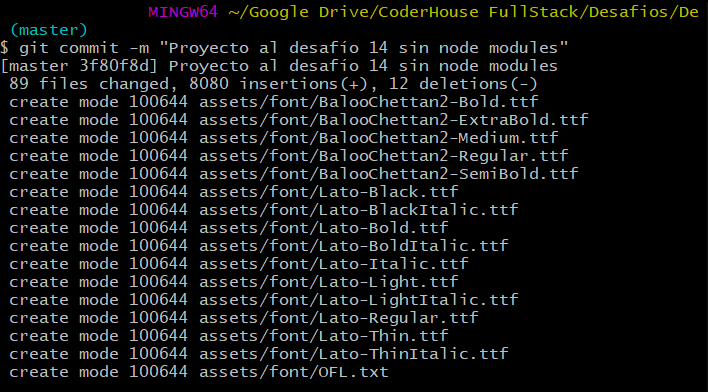 MINGW64 ~/Google Drive/CoderHouse FullStack/Desafios/De
(master)
$ git commit -m "Proyecto al desafío 14 sin node modules"
[master 3f80f8d] Proyecto al desafío 14 sin node modules
89 files changed, 8080 insertions(+), 12 deletions(-)
create mode 100644 assets/font/BalooChettan2-Bold.ttf
create mode 100644 assets/font/BalooChettan2-ExtraBold.ttf
create mode 100644 assets/font/BalooChettan2-Medium.ttf
create mode 100644 assets/font/BalooChettan2-Regular.ttf
create mode 100644 assets/font/BalooChettan2-SemiBold.ttf
create mode 100644 assets/font/Lato-Black.ttf
create mode 100644 assets/font/Lato-BlackItalic.ttf
create mode 100644 assets/font/Lato-Bold.ttf
create mode 100644 assets/font/Lato-BoldItalic.ttf
create mode 100644 assets/font/Lato-Italic.ttf
create mode 100644 assets/font/Lato-Light.ttf
create mode 100644 assets/font/Lato-LightItalic.ttf
create mode 100644 assets/font/Lato-Regular.ttf
create mode 100644 assets/font/Lato-Thin.ttf
create mode 100644 assets/font/Lato-ThinItalic.ttf
create mode 100644 assets/font/OFL.txt